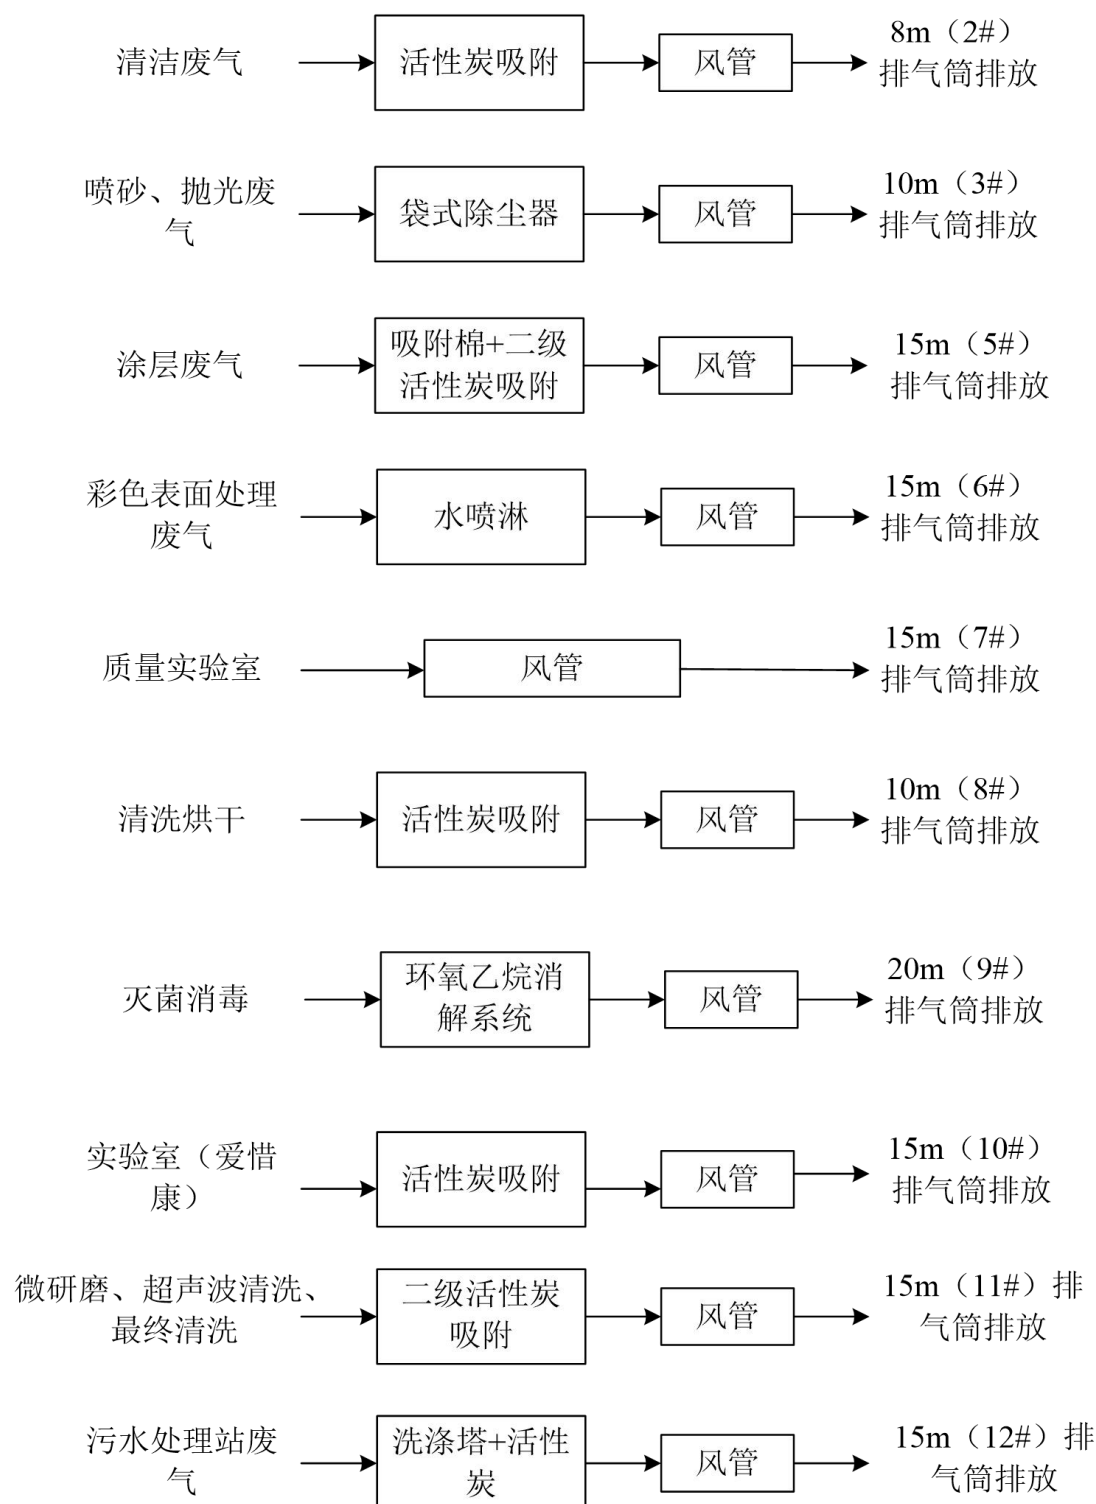 清洁废气
活性炭吸附
风管
8m（2#）
排气筒排放
喷砂、抛光废
气
袋式除尘器
风管
10m（3#）
排气筒排放
涂层废气
吸附棉+二级
活性炭吸附
风管
15m（5#）
排气筒排放
彩色表面处理
废气
水喷淋
风管
15m（6#）
排气筒排放
质量实验室
风管
15m（7#）
排气筒排放
清洗烘干
活性炭吸附
风管
10m（8#）
排气筒排放
灭菌消毒
环氧乙烷消
解系统
风管
20m（9#）
排气筒排放
实验室（爱惜
康）
活性炭吸附
风管
15m（10#）
排气筒排放
微研磨、超声波清洗、
最终清洗
二级活性炭
吸附
风管
15m（11#）排
气筒排放
污水处理站废
气
洗涤塔+活性
炭
风管
15m（12#）排
气筒排放